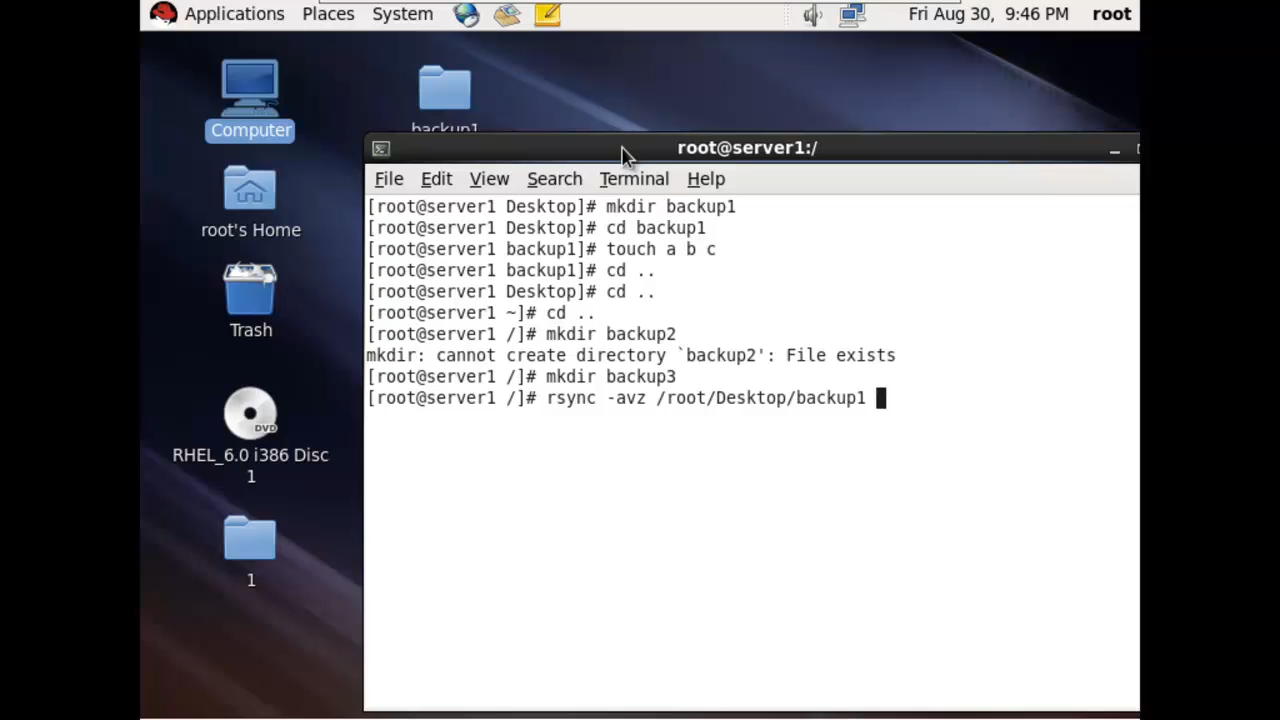 Applications Places System Fri Aug 30, 9:46 PM root
Computer
backup1
root's Home
Trash
DVD
RHEL_6.0 i386 Disc
1
1
root@server1:/
File Edit View Search Terminal Help
[root@server1 Desktop]# mkdir backup1
[root@server1 Desktop]# cd backup1
[root@server1 backup1]# touch a b c
[root@server1 backup1]# cd ..
[root@server1 Desktop]# cd ..
[root@server1 ~]# cd ..
[root@server1 /]# mkdir backup2
mkdir: cannot create directory `backup2': File exists
[root@server1 /]# mkdir backup3
[root@server1 /]# rsync -avz /root/Desktop/backup1